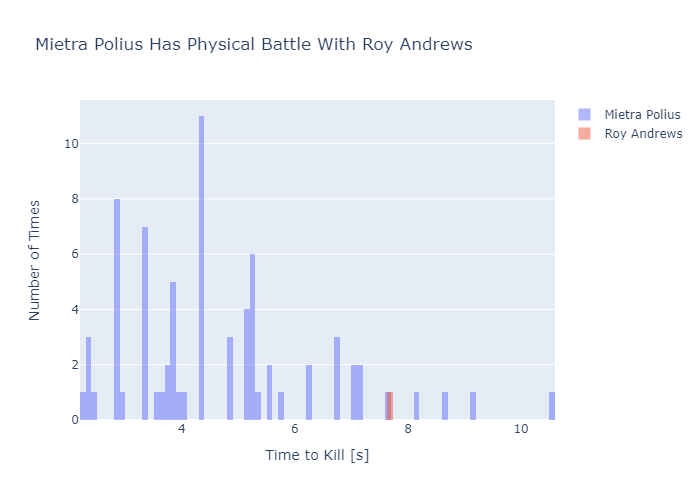 Mietra Polius Has Physical Battle With Roy Andrews
Mietra Polius
Roy Andrews
Number of Times
10
8
6
4
2
0
4 6 8 10
Time to Kill [s]